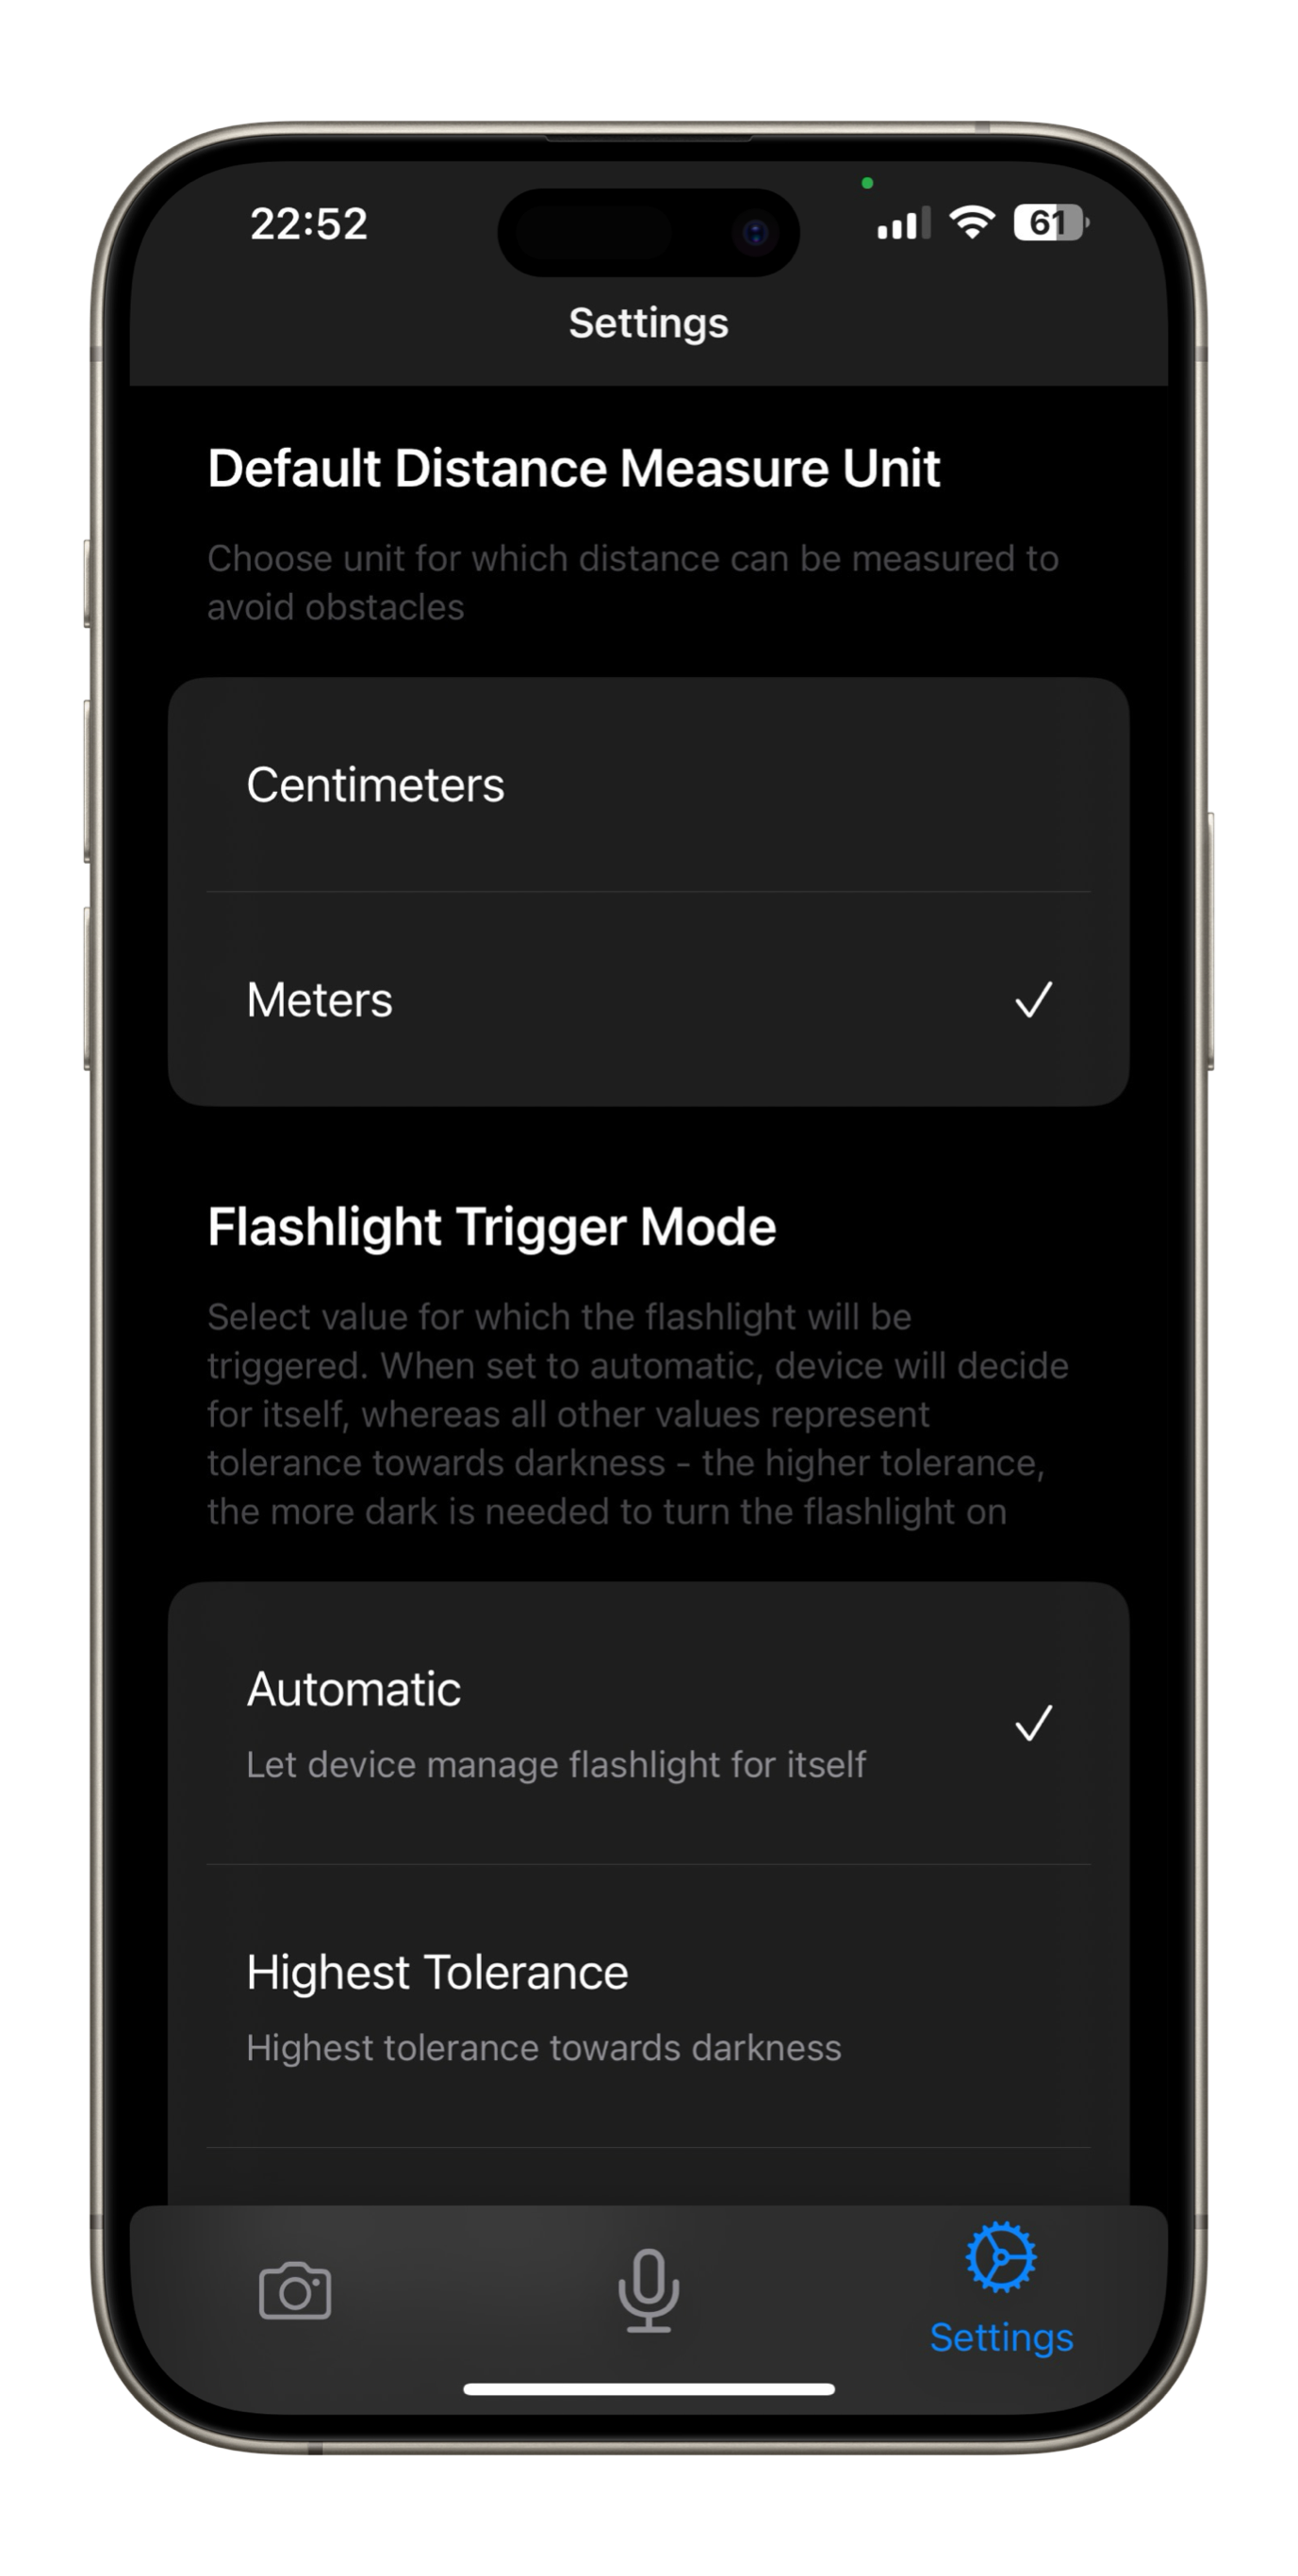 22:52
61
Settings
Default Distance Measure Unit
Choose unit for which distance can be measured to
avoid obstacles
Centimeters
Meters
Flashlight Trigger Mode
Select value for which the flashlight will be
triggered. When set to automatic, device will decide
for itself, whereas all other values represent
tolerance towards darkness - the higher tolerance,
the more dark is needed to turn the flashlight on
Automatic
Let device manage flashlight for itself
Highest Tolerance
Highest tolerance towards darkness
Settings